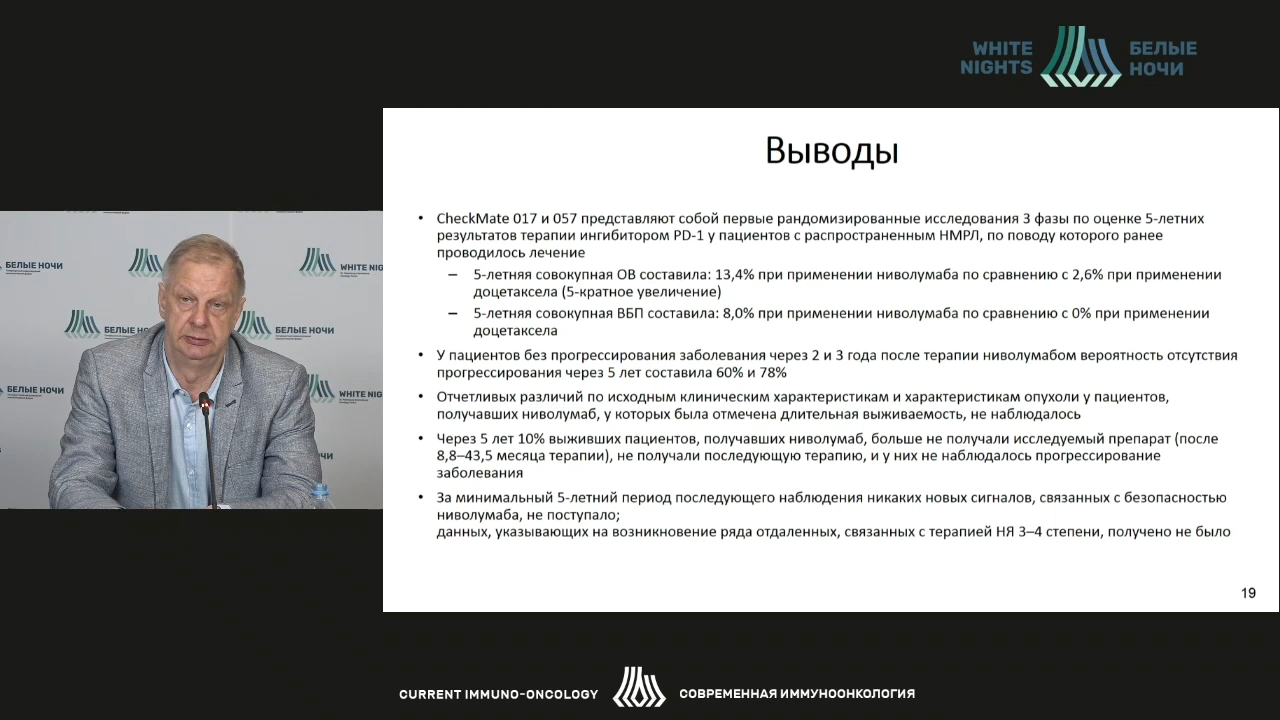 WHITE
NIGHTS
БЕЛЫЕ
НОЧИ
Выводы
• CheckMate 017 и 057 представляют собой первые рандомизированные исследования 3 фазы по оценке 5-летних
результатов терапии ингибитором PD-1 у пациентов с распространенным НМРЛ, по поводу которого ранее
проводилось лечение
– 5-летняя совокупная ОВ составила: 13,4% при применении ниволумаба по сравнению с 2,6% при применении
доцетаксела (5-кратное увеличение)
– 5-летняя совокупная ВБП составила: 8,0% при применении ниволумаба по сравнению с 0% при применении
доцетаксела
• У пациентов без прогрессирования заболевания через 2 и 3 года после терапии ниволумабом вероятность отсутствия
прогрессирования через 5 лет составила 60% и 78%
• Отчетливых различий по исходным клиническим характеристикам и характеристикам опухоли у пациентов,
получавших ниволумаб, у которых была отмечена длительная выживаемость, не наблюдалось
• Через 5 лет 10% выживших пациентов, получавших ниволумаб, больше не получали исследуемый препарат (после
8,8–43,5 месяца терапии), не получали последующую терапию, и у них не наблюдалось прогрессирование
заболевания
• За минимальный 5-летний период последующего наблюдения никаких новых сигналов, связанных с безопасностью
ниволумаба, не поступало;
данных, указывающих на возникновение ряда отдаленных, связанных с терапией НЯ 3–4 степени, получено не было
19
БЕЛЫЕ НОЧИ
WHITE NIGH
БЕЛЫЕ НО
БЕЛЫЕ НОЧИ
БЕЛЫЕ НОЧИ
WHITE NIGH
CURRENT IMMUNO-ONCOLOGY
СОВРЕМЕННАЯ ИММУНООНКОЛОГИЯ